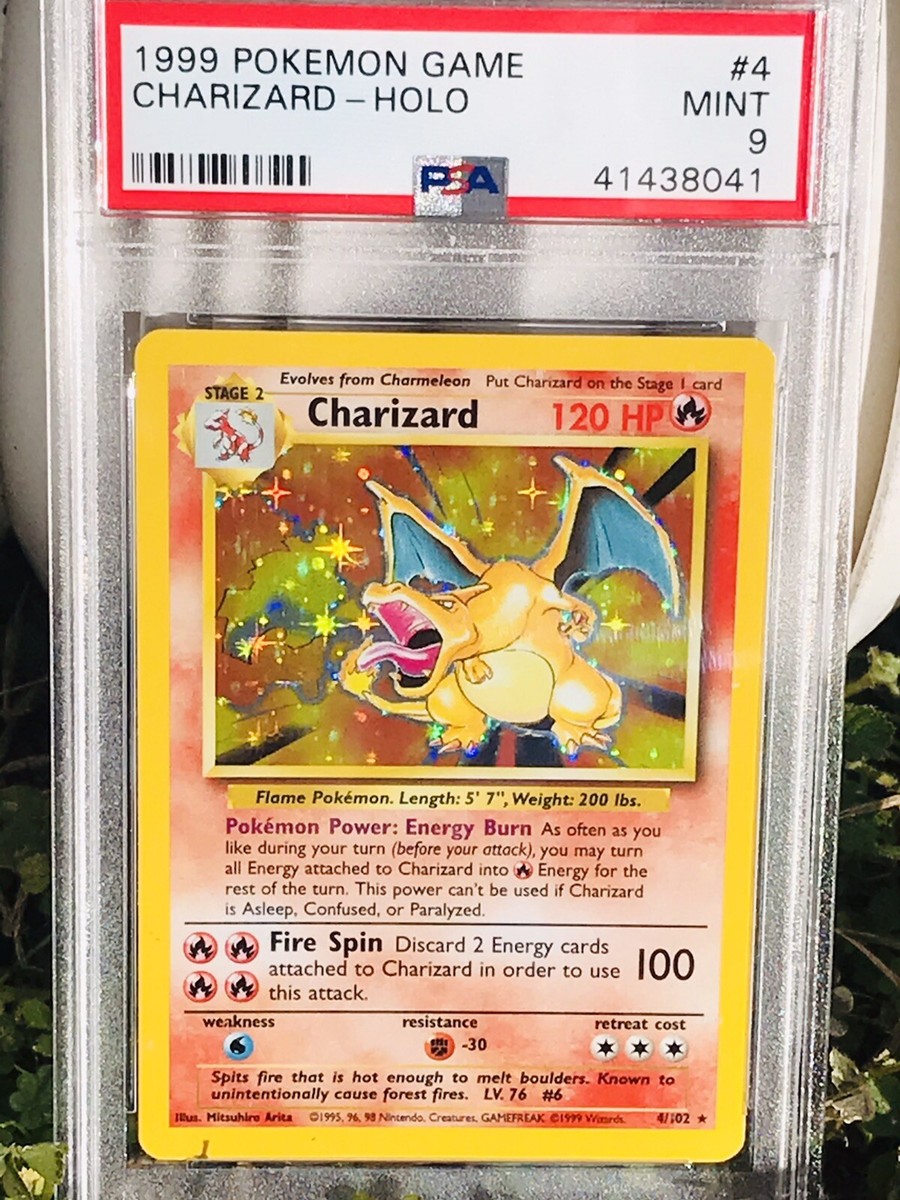 1999 POKEMON GAME #4
CHARIZARD – HOLO MINT
9
PSA 41438041
Evolves from Charmeleon Put Charizard on the Stage 1 card
STAGE 2
Charizard 120 HP
Flame Pokémon. Length: 5' 7", Weight: 200 lbs.
Pokémon Power: Energy Burn As often as you
like during your turn (before your attack), you may turn
all Energy attached to Charizard into Energy for the
rest of the turn. This power can't be used if Charizard
is Asleep, Confused, or Paralyzed.
Fire Spin Discard 2 Energy cards
attached to Charizard in order to use 100
this attack.
weakness resistance retreat cost
-30
Spits fire that is hot enough to melt boulders. Known to
unintentionally cause forest fires. LV. 76 #6
Illus. Mitsuhiro Arita ©1995, 96, 98 Nintendo, Creatures, GAMEFREAK. ©1999 Wizards. 4/102 ★